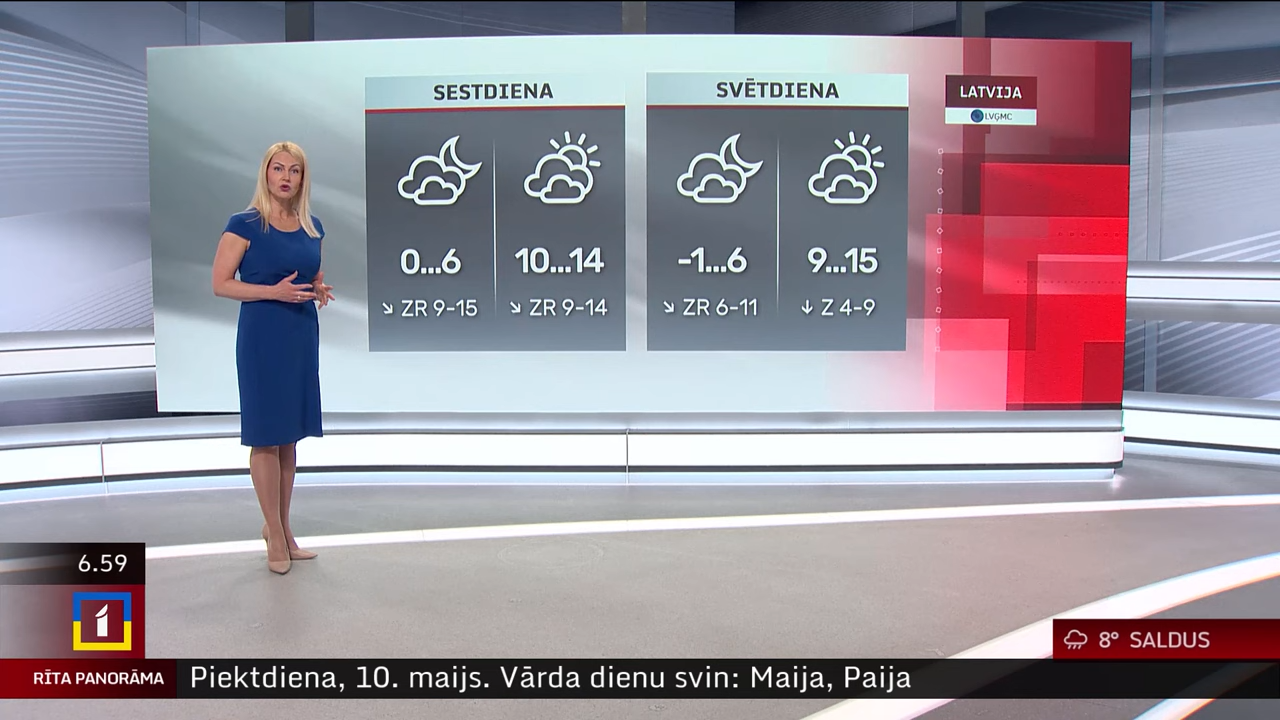 SESTDIENA
0...6
10...14
ZR 9-15
ZR 9-14
SVĒTDIENA
-1...6
9...15
ZR 6-11
Z 4-9
LATVIJA
LVĢMC
6.59
1
8° SALDUS
RĪTA PANORĀMA
Piektdiena, 10. maijs. Vārda dienu svin: Maija, Paija